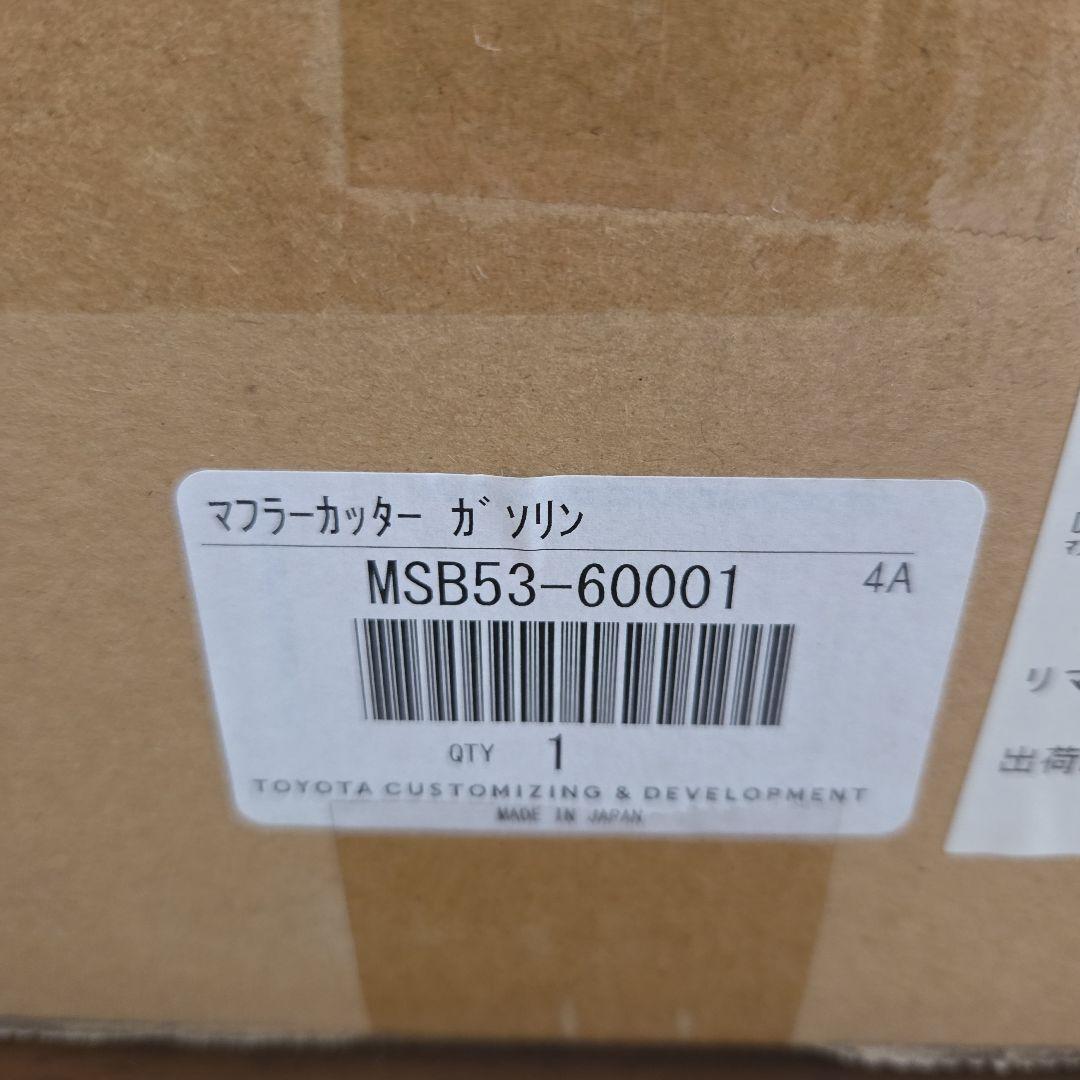 マフラーカッター ガソリン
MSB53-60001
4A
QTY 1
TOYOTA CUSTOMIZING & DEVELOPMENT
MADE IN JAPAN
リマ
出荷